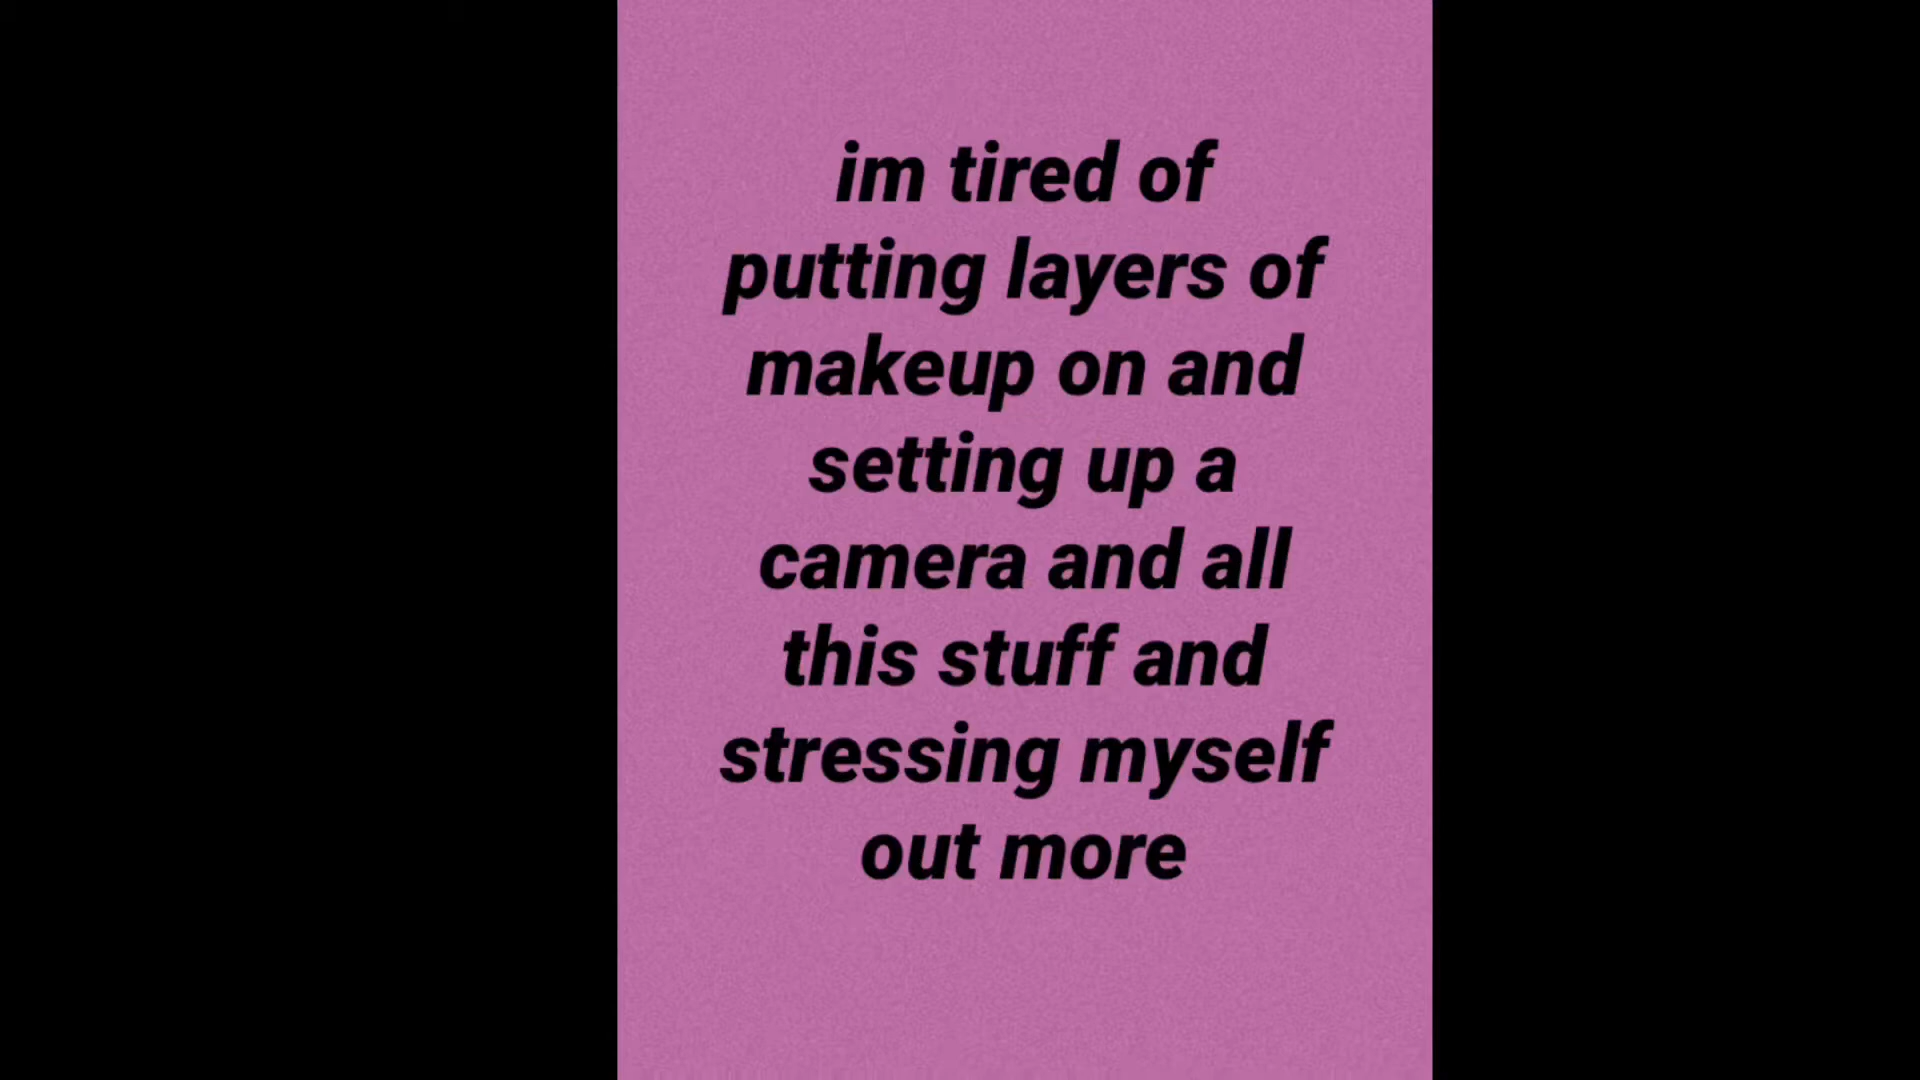 im tired of
putting layers of
makeup on and
setting up a
camera and all
this stuff and
stressing myself
out more